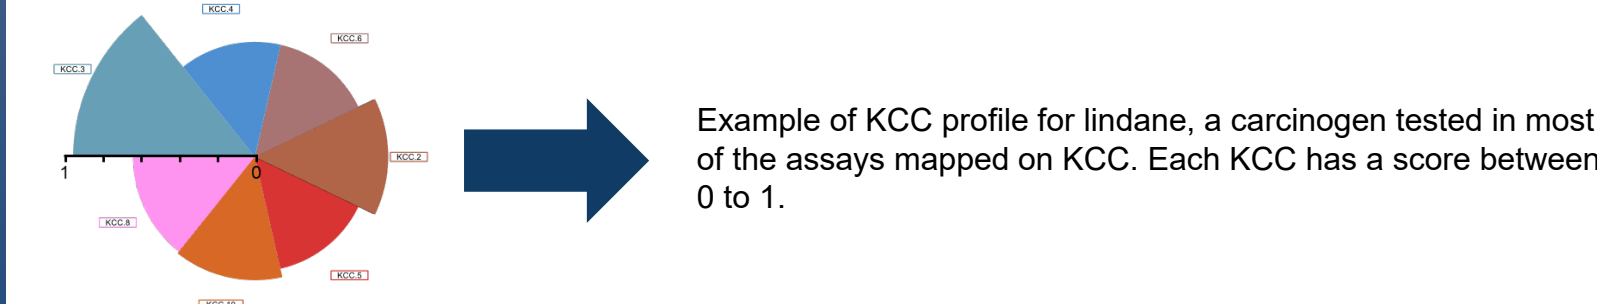 KCC.4
KCC.6
KCC.3
KCC.2
1
0
KCC.8
KCC.5
KCC.10
Example of KCC profile for lindane, a carcinogen tested in most
of the assays mapped on KCC. Each KCC has a score between
0 to 1.